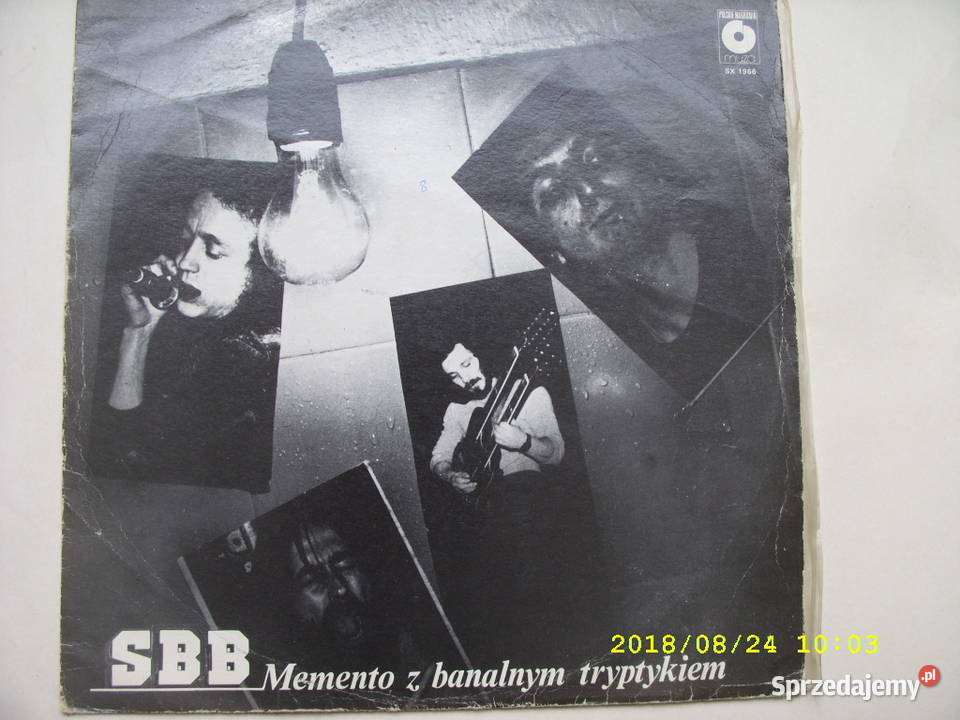 POLSKIE NAGRANIA
muza
SX 1966
8
SBB Memento z banalnym tryptykiem
2018/08/24 10:03
Sprzedajemy.pl